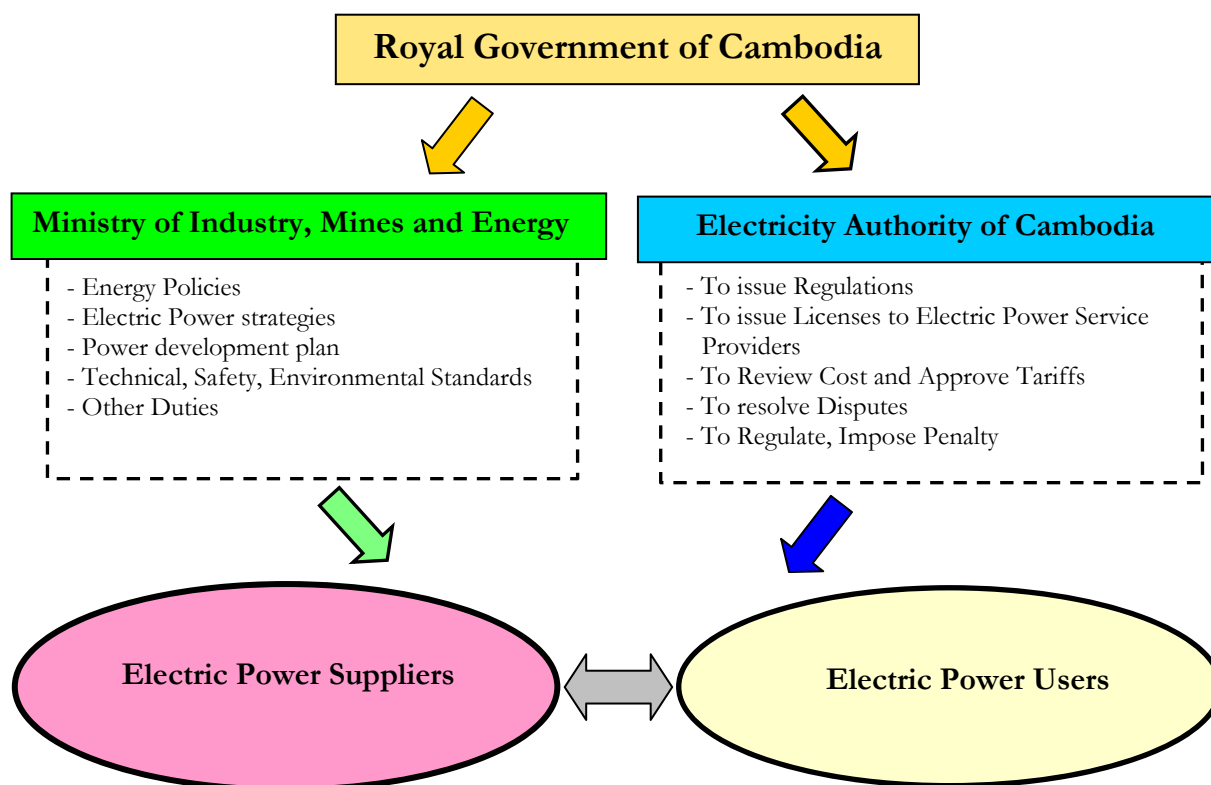 Royal Government of Cambodia
Ministry of Industry, Mines and Energy
- Energy Policies
- Electric Power strategies
- Power development plan
- Technical, Safety, Environmental Standards
- Other Duties
Electricity Authority of Cambodia
- To issue Regulations
- To issue Licenses to Electric Power Service
Providers
- To Review Cost and Approve Tariffs
- To resolve Disputes
- To Regulate, Impose Penalty
Electric Power Suppliers
Electric Power Users